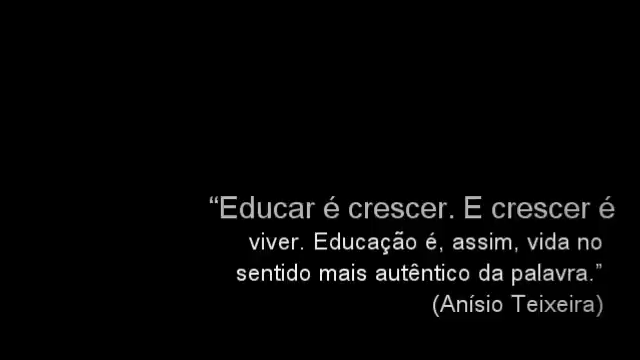 “Educar é crescer. E crescer é
viver. Educação é, assim, vida no
sentido mais autêntico da palavra.”
(Anísio Teixeira)